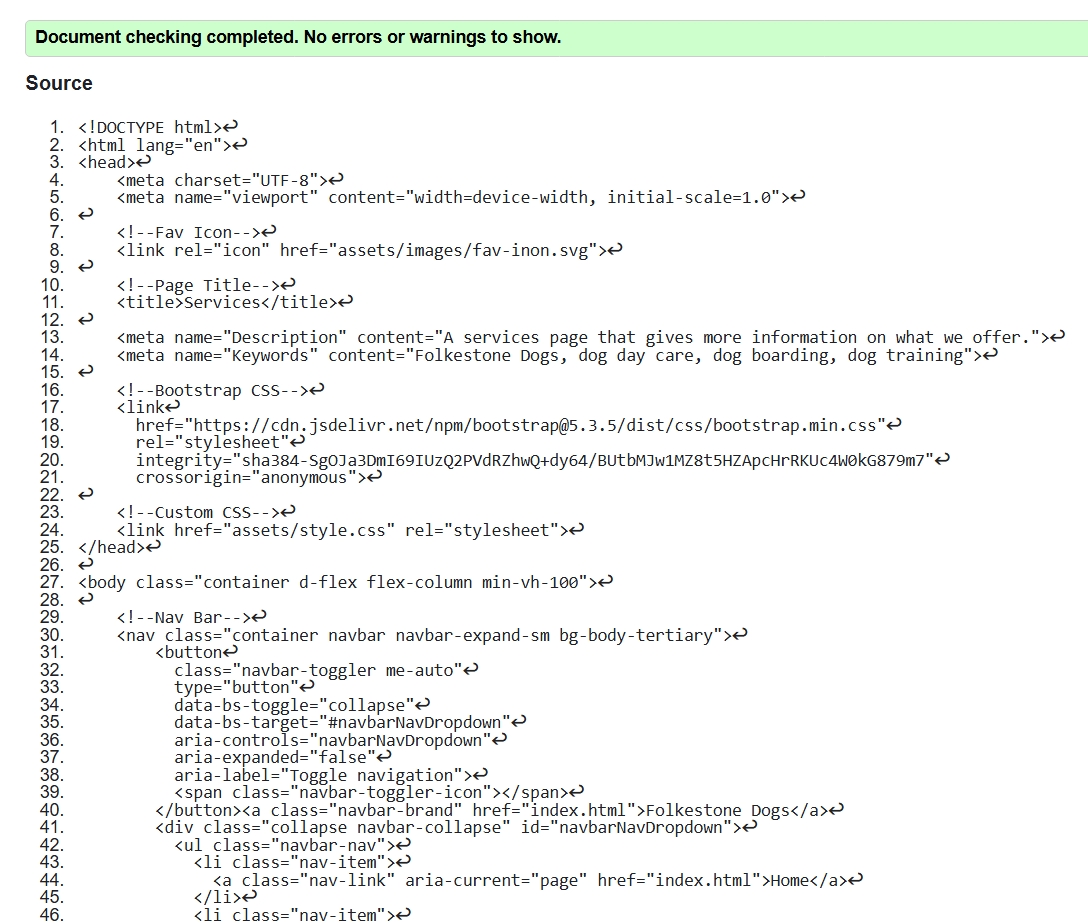 Document checking completed. No errors or warnings to show.
Source
1. <!DOCTYPE html>↩
2. <html lang="en">↩
3. <head>↩
4.     <meta charset="UTF-8">↩
5.     <meta name="viewport" content="width=device-width, initial-scale=1.0">↩
6. ↩
7.     <!--Fav Icon-->↩
8.     <link rel="icon" href="assets/images/fav-inon.svg">↩
9. ↩
10.     <!--Page Title-->↩
11.     <title>Services</title>↩
12. ↩
13.     <meta name="Description" content="A services page that gives more information on what we offer.">↩
14.     <meta name="Keywords" content="Folkestone Dogs, dog day care, dog boarding, dog training">↩
15. ↩
16.     <!--Bootstrap CSS-->↩
17.     <link↩
18.       href="https://cdn.jsdelivr.net/npm/bootstrap@5.3.5/dist/css/bootstrap.min.css"↩
19.       rel="stylesheet"↩
20.       integrity="sha384-SgOJa3DmI69IUzQ2PVdRZhwQ+dy64/BUtbMJw1MZ8t5HZApcHrRKUc4W0kG879m7"↩
21.       crossorigin="anonymous">↩
22. ↩
23.     <!--Custom CSS-->↩
24.     <link href="assets/style.css" rel="stylesheet">↩
25. </head>↩
26. ↩
27. <body class="container d-flex flex-column min-vh-100">↩
28. ↩
29.     <!--Nav Bar-->↩
30.     <nav class="container navbar navbar-expand-sm bg-body-tertiary">↩
31.         <button↩
32.           class="navbar-toggler me-auto"↩
33.           type="button"↩
34.           data-bs-toggle="collapse"↩
35.           data-bs-target="#navbarNavDropdown"↩
36.           aria-controls="navbarNavDropdown"↩
37.           aria-expanded="false"↩
38.           aria-label="Toggle navigation">↩
39.           <span class="navbar-toggler-icon"></span>↩
40.         </button><a class="navbar-brand" href="index.html">Folkestone Dogs</a>↩
41.         <div class="collapse navbar-collapse" id="navbarNavDropdown">↩
42.           <ul class="navbar-nav">↩
43.             <li class="nav-item">↩
44.               <a class="nav-link" aria-current="page" href="index.html">Home</a>↩
45.             </li>↩
46.             <li class="nav-item">↩